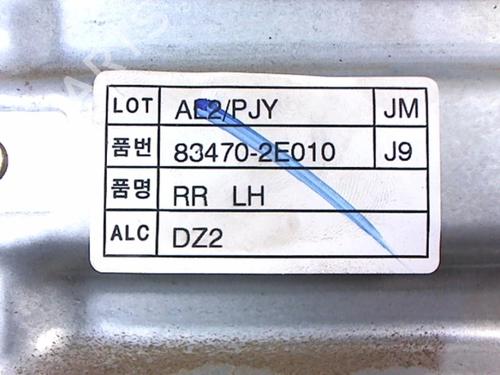 LOT AE2/PJY JM
품번 83470-2E010 J9
품명 RR LH
ALC DZ2